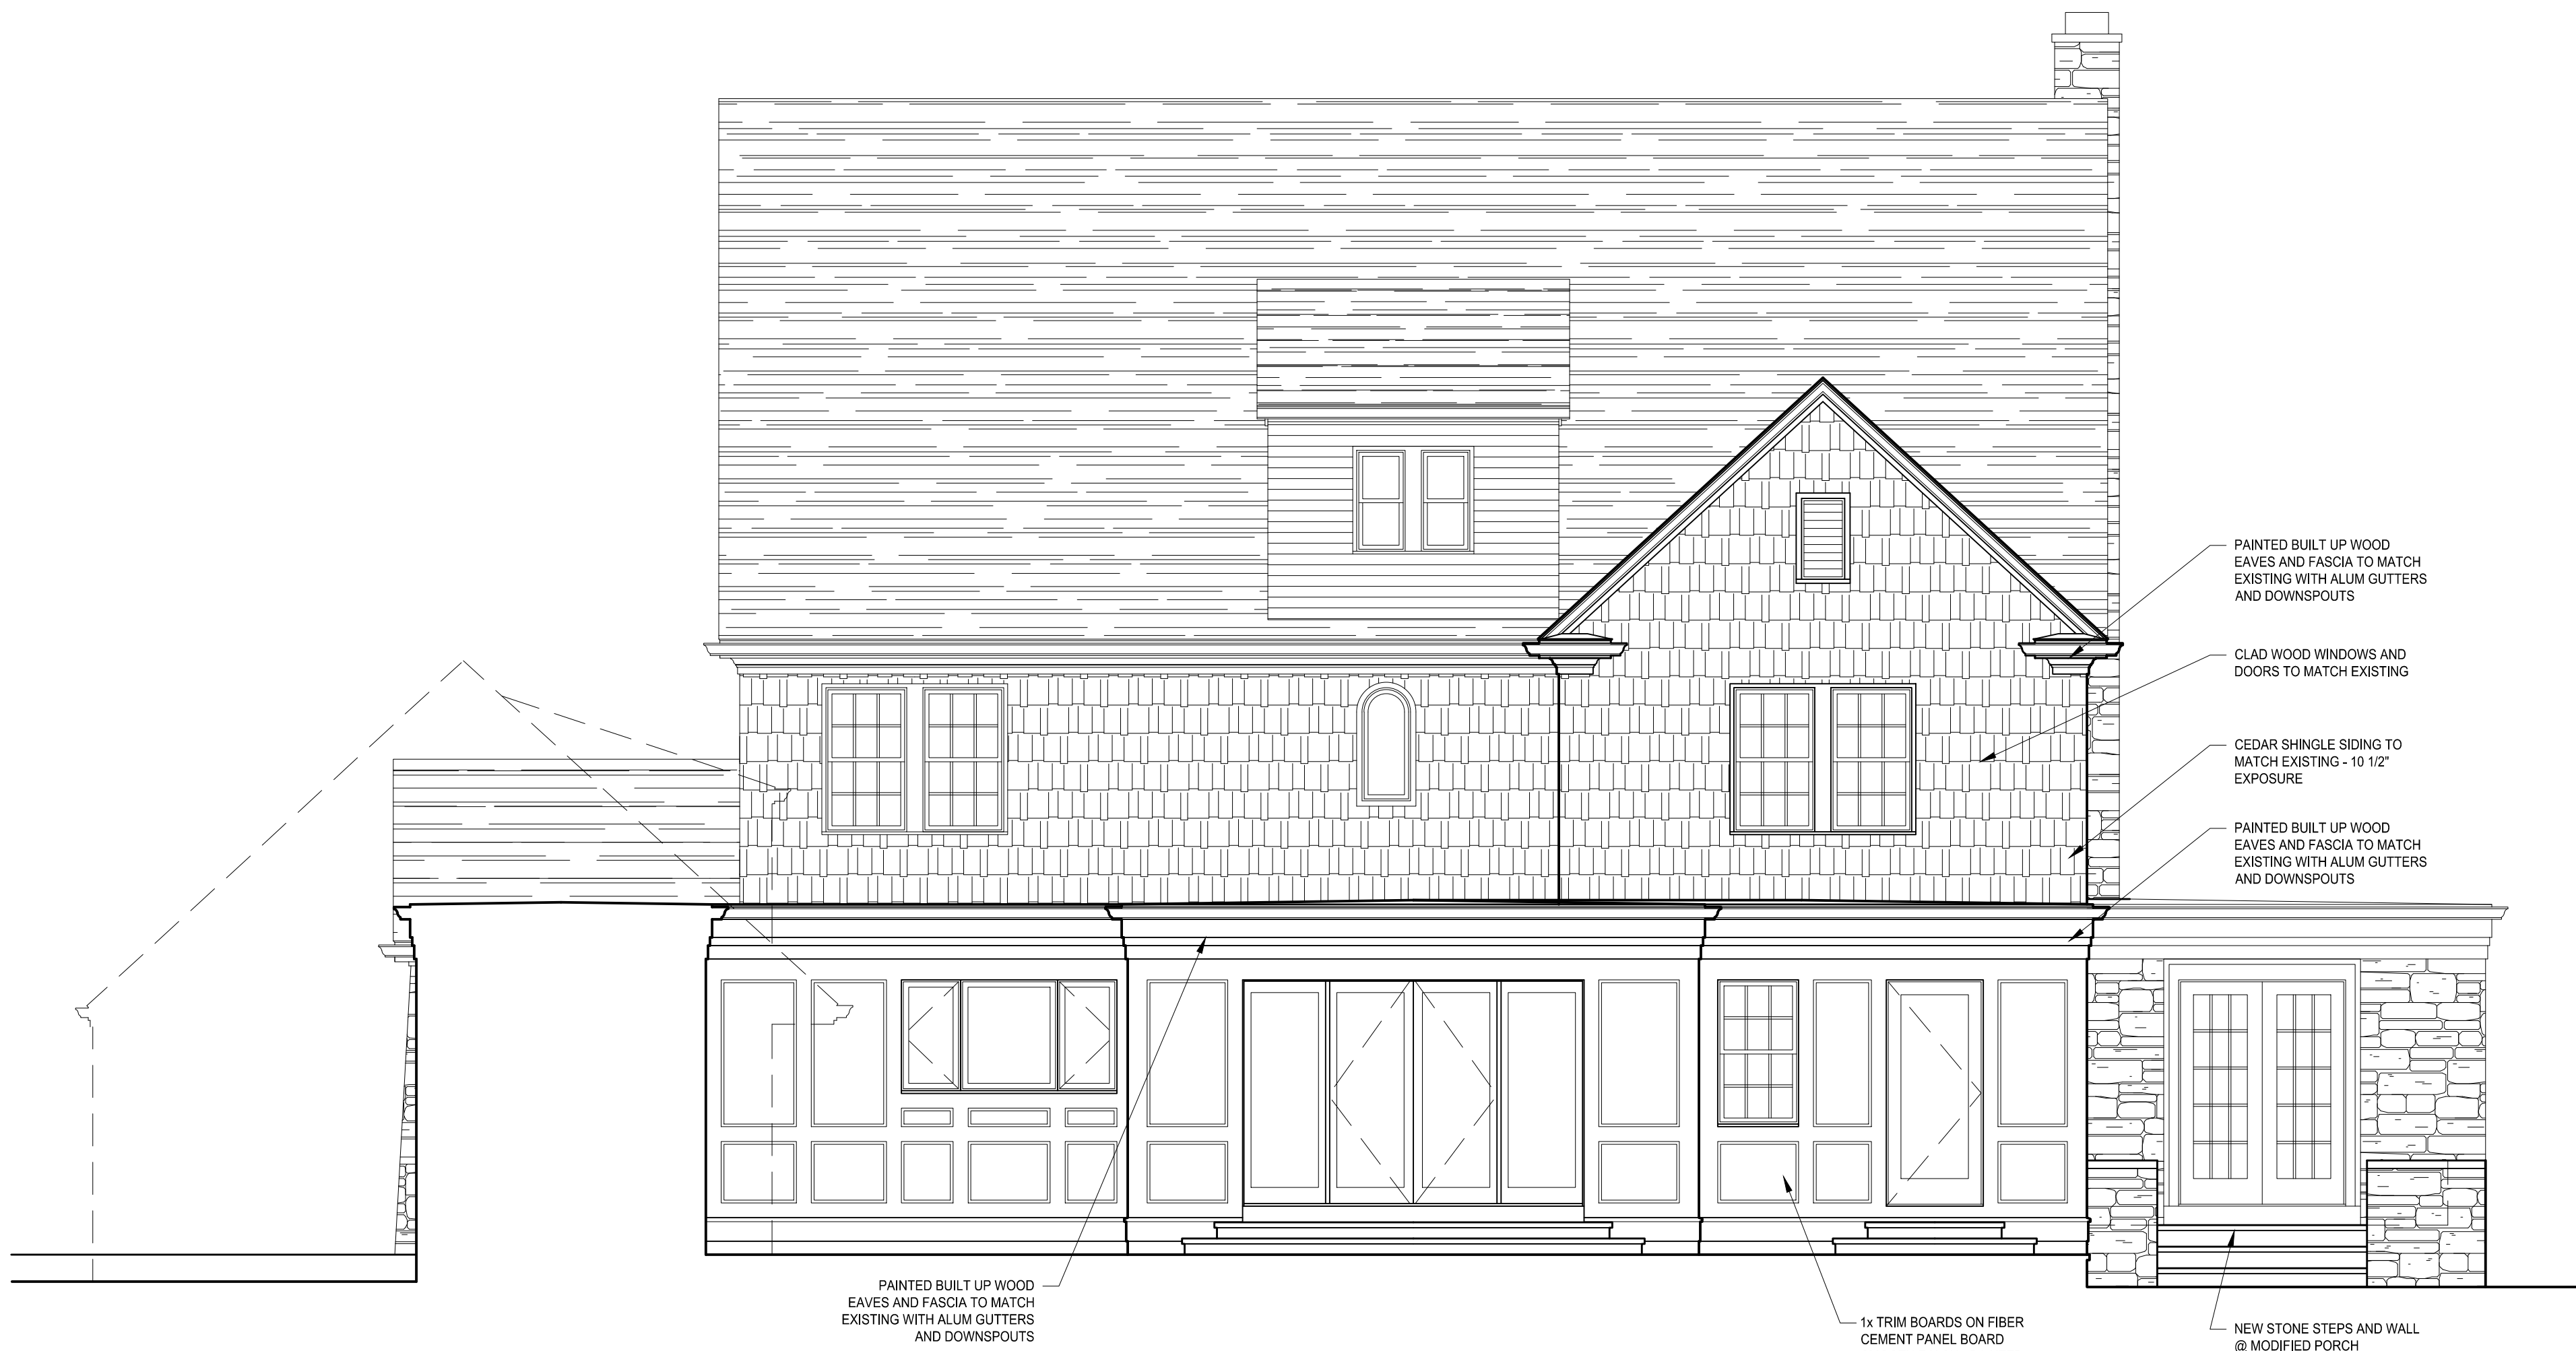 PAINTED BUILT UP WOOD
EAVES AND FASCIA TO MATCH
EXISTING WITH ALUM GUTTERS
AND DOWNSPOUTS
CLAD WOOD WINDOWS AND
DOORS TO MATCH EXISTING
CEDAR SHINGLE SIDING TO
MATCH EXISTING - 10 1/2"
EXPOSURE
PAINTED BUILT UP WOOD
EAVES AND FASCIA TO MATCH
EXISTING WITH ALUM GUTTERS
AND DOWNSPOUTS
PAINTED BUILT UP WOOD
EAVES AND FASCIA TO MATCH
EXISTING WITH ALUM GUTTERS
AND DOWNSPOUTS
1x TRIM BOARDS ON FIBER
CEMENT PANEL BOARD
NEW STONE STEPS AND WALL
@ MODIFIED PORCH